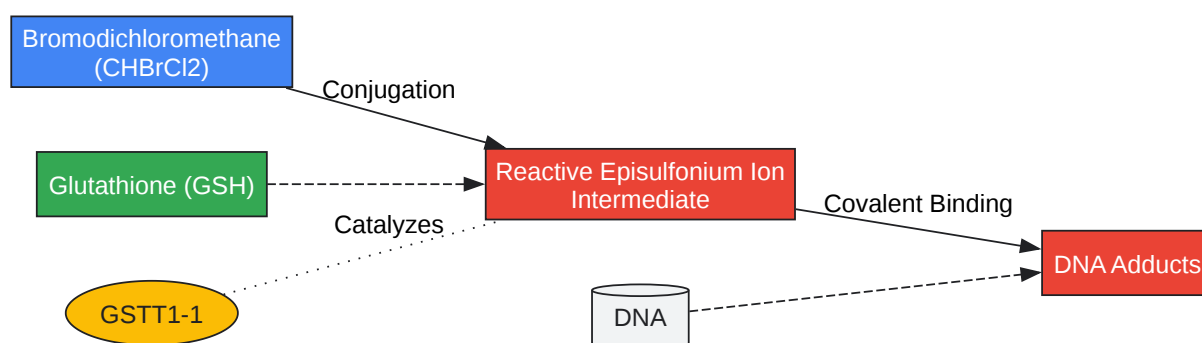 Bromodichloromethane
(CHBrCl2)
Conjugation
Glutathione (GSH)
Reactive Episulfonium Ion
Intermediate
Catalyzes
Covalent Binding
DNA Adducts
GSTT1-1
DNA